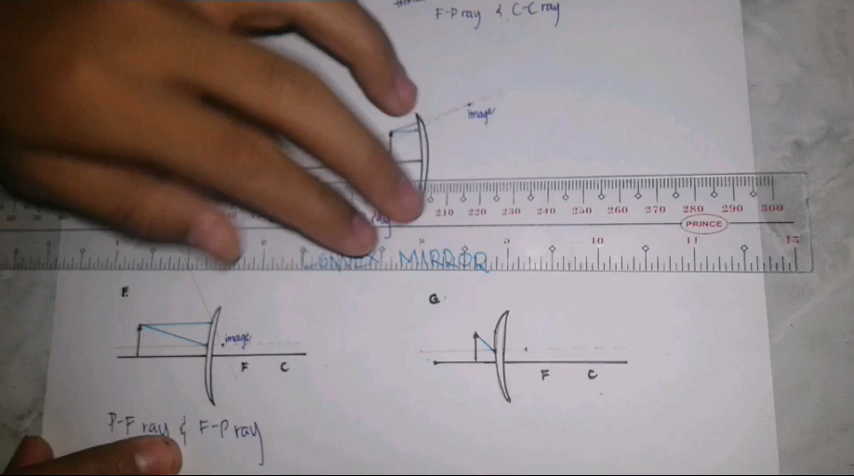 F-P ray & C-C ray
image
210 220 230 240 250 260 270 280 290 300
PRINCE
9 10 11
CONVEX MIRROR
F.
G.
image
F C
F C
P-F ray & F-P ray